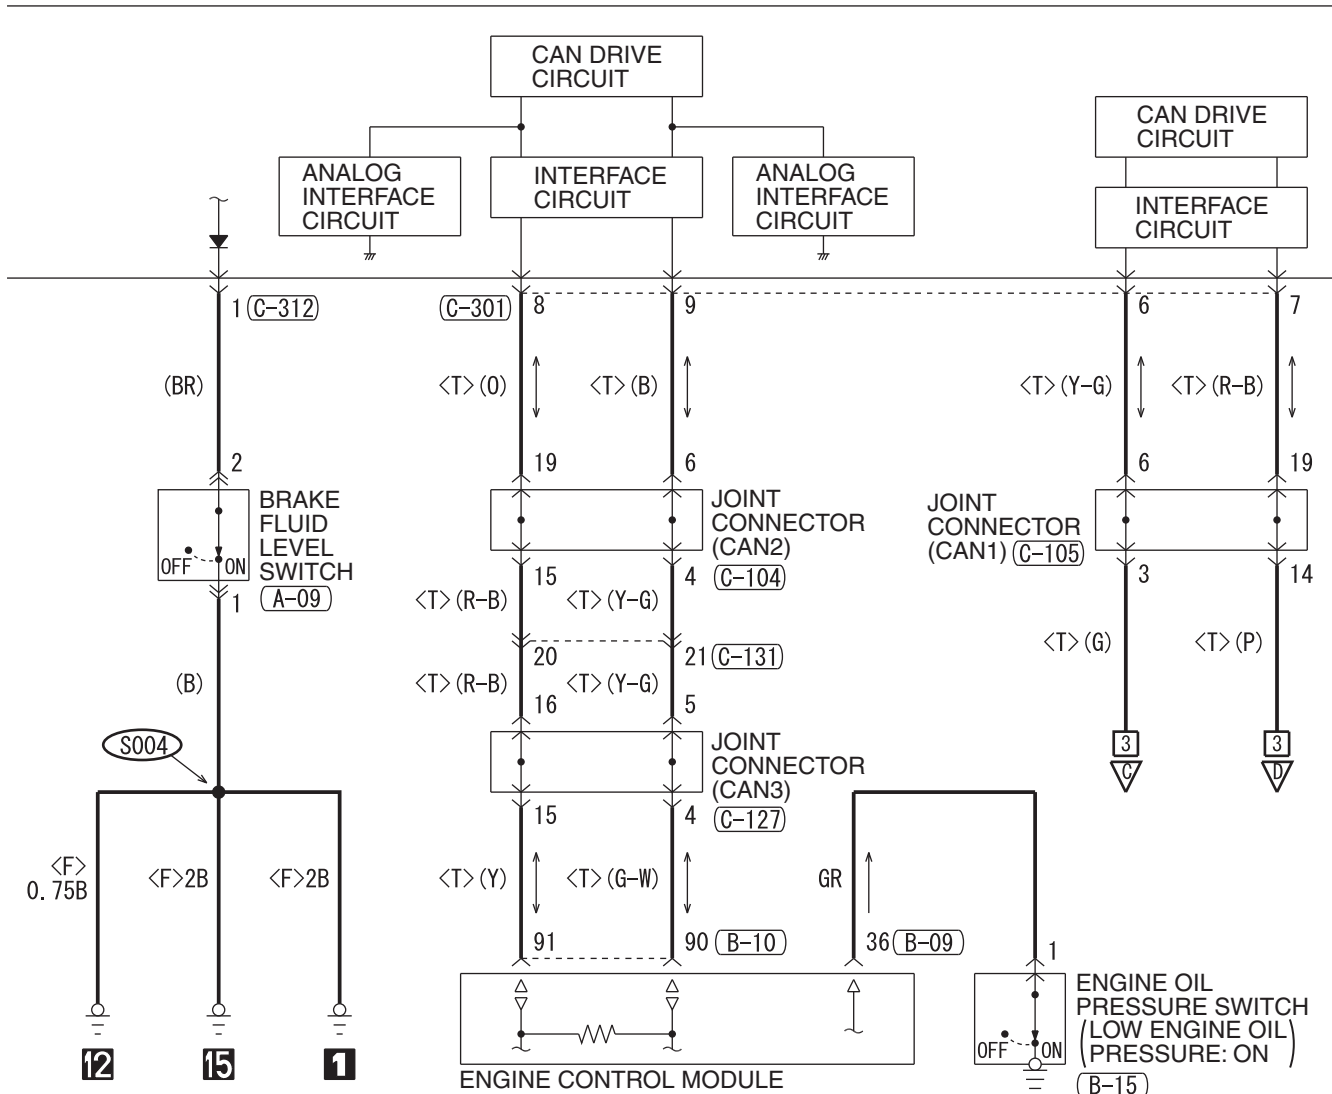 CAN DRIVE
CIRCUIT
CAN DRIVE
CIRCUIT
ANALOG
INTERFACE
CIRCUIT
INTERFACE
CIRCUIT
ANALOG
INTERFACE
CIRCUIT
INTERFACE
CIRCUIT
1 (C-312)
(C-301) 8
9
6
7
(BR)
<T>(O)
<T>(B)
<T>(Y-G)
<T>(R-B)
2
19
6
6
19
BRAKE
FLUID
LEVEL
SWITCH
(A-09)
OFF
ON
1
JOINT
CONNECTOR
(CAN2)
(C-104)
JOINT
CONNECTOR
(CAN1) (C-105)
15
4
3
14
<T>(R-B)
<T>(Y-G)
<T>(G)
<T>(P)
20
21 (C-131)
(B)
<T>(R-B)
<T>(Y-G)
16
5
S004
JOINT
CONNECTOR
(CAN3)
(C-127)
3
C
3
D
15
4
<F>
0.75B
<F>2B
<F>2B
<T>(Y)
<T>(G-W)
GR
91
90 (B-10)
36 (B-09)
1
12
15
1
ENGINE CONTROL MODULE
OFF
ON
ENGINE OIL
PRESSURE SWITCH
(LOW ENGINE OIL
PRESSURE: ON)
(B-15)